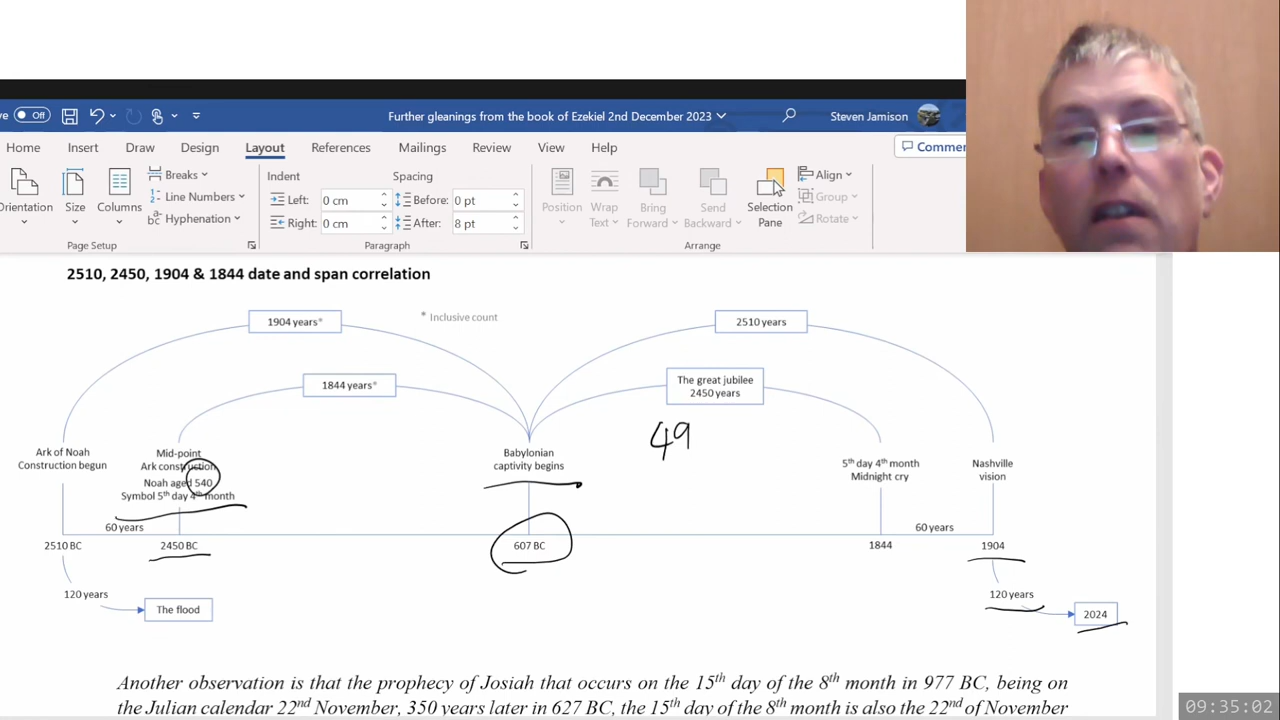 ve Off Further gleanings from the book of Ezekiel 2nd December 2023 Steven Jamison
Home Insert Draw Design Layout References Mailings Review View Help Commer
Orientation Size Columns Breaks Line Numbers Hyphenation
Indent Spacing
Left: 0 cm Before: 0 pt
Right: 0 cm After: 8 pt
Position Wrap Text Bring Forward Send Backward Selection Pane Align Group Rotate
Page Setup Paragraph Arrange
2510, 2450, 1904 & 1844 date and span correlation
* Inclusive count
1904 years*
2510 years
1844 years*
The great jubilee
2450 years
49
Ark of Noah
Construction begun
Mid-point
Ark construction
Noah aged 540
Symbol 5th day 4th month
Babylonian
captivity begins
5th day 4th month
Midnight cry
Nashville
vision
60 years
60 years
2510 BC
2450 BC
607 BC
1844
1904
120 years
The flood
120 years
2024
Another observation is that the prophecy of Josiah that occurs on the 15th day of the 8th month in 977 BC, being on
the Julian calendar 22nd November, 350 years later in 627 BC, the 15th day of the 8th month is also the 22nd of November
09:35:02